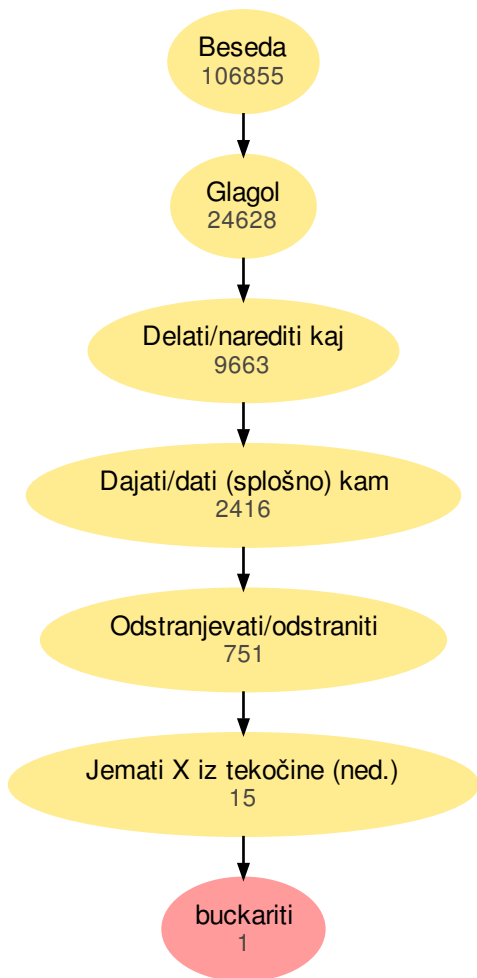 Beseda
106855
Glagol
24628
Delati/narediti kaj
9663
Dajati/dati (splošno) kam
2416
Odstranjevati/odstraniti
751
Jemati X iz tekočine (ned.)
15
buckariti
1